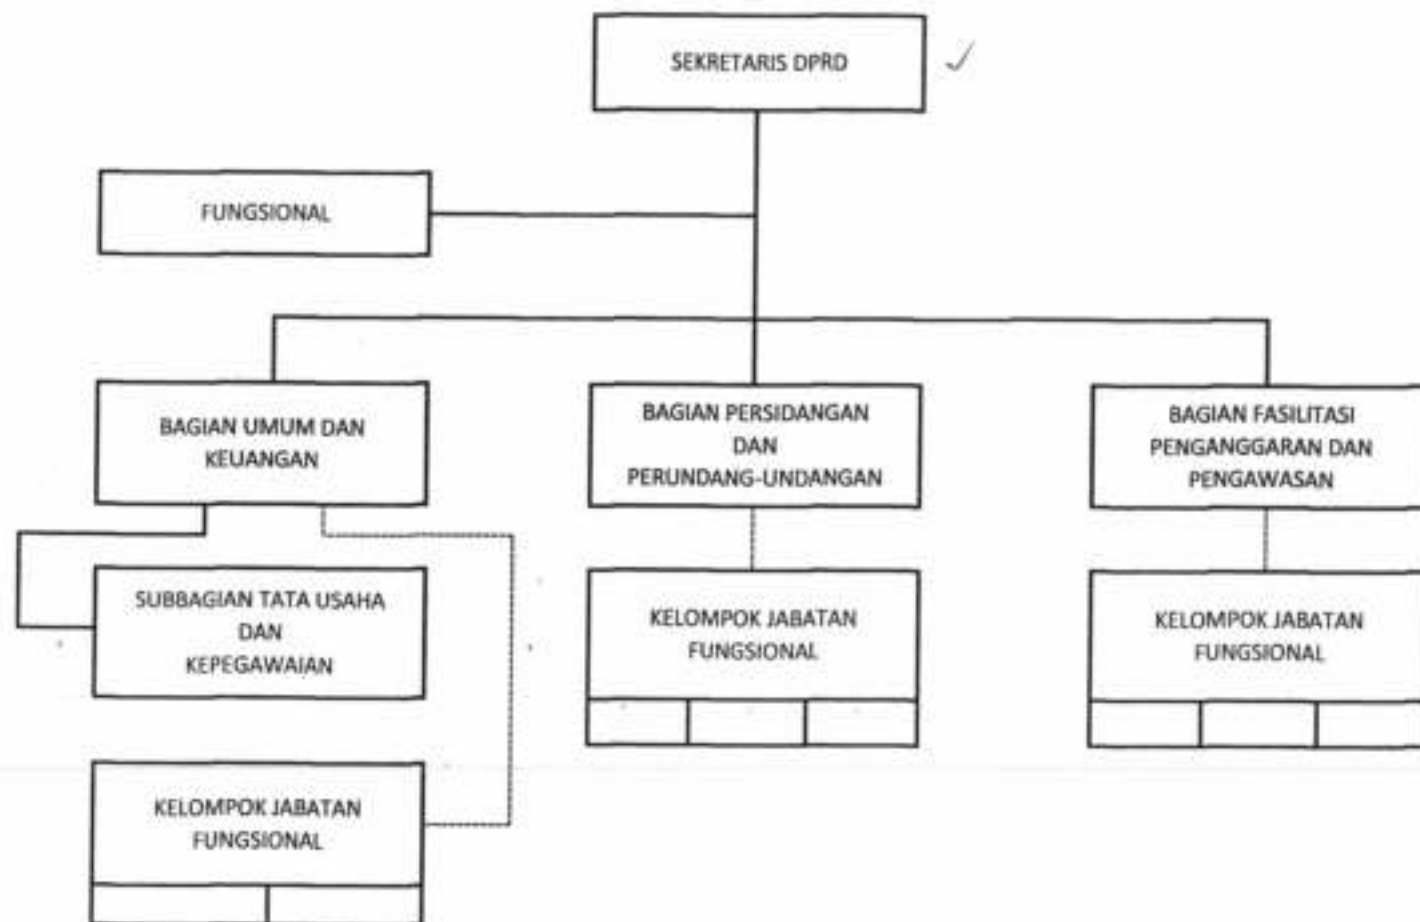 SEKRETARIS DPRD
FUNGSIONAL
BAGIAN UMUM DAN
KEUANGAN
BAGIAN PERSIDANGAN
DAN
PERUNDANG-UNDANGAN
BAGIAN FASILITASI
PENGANGGARAN DAN
PENGAWASAN
SUBBAGIAN TATA USAHA
DAN
KEPEGAWAIAN
KELOMPOK JABATAN
FUNGSIONAL
KELOMPOK JABATAN
FUNGSIONAL
KELOMPOK JABATAN
FUNGSIONAL